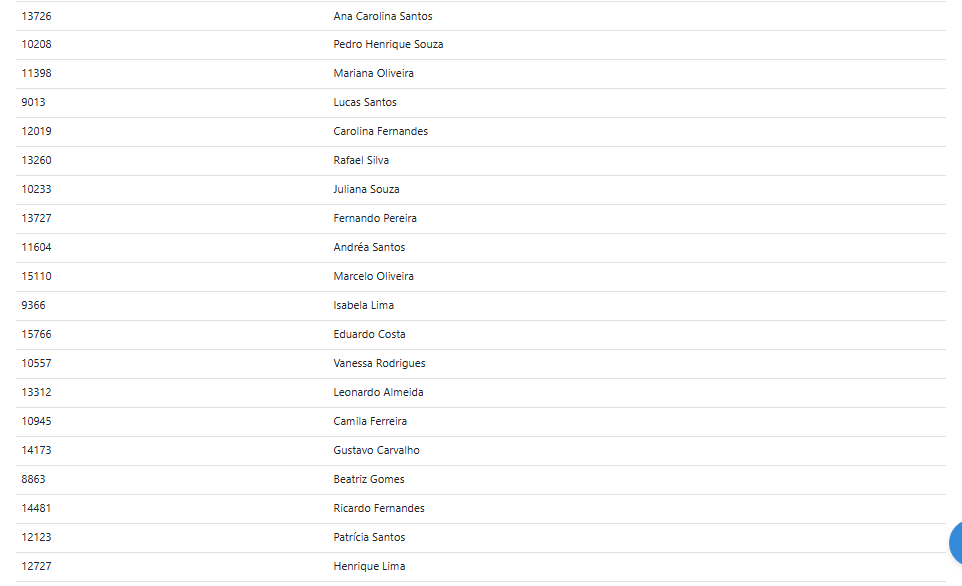 13726 Ana Carolina Santos
10208 Pedro Henrique Souza
11398 Mariana Oliveira
9013 Lucas Santos
12019 Carolina Fernandes
13260 Rafael Silva
10233 Juliana Souza
13727 Fernando Pereira
11604 Andréa Santos
15110 Marcelo Oliveira
9366 Isabela Lima
15766 Eduardo Costa
10557 Vanessa Rodrigues
13312 Leonardo Almeida
10945 Camila Ferreira
14173 Gustavo Carvalho
8863 Beatriz Gomes
14481 Ricardo Fernandes
12123 Patrícia Santos
12727 Henrique Lima